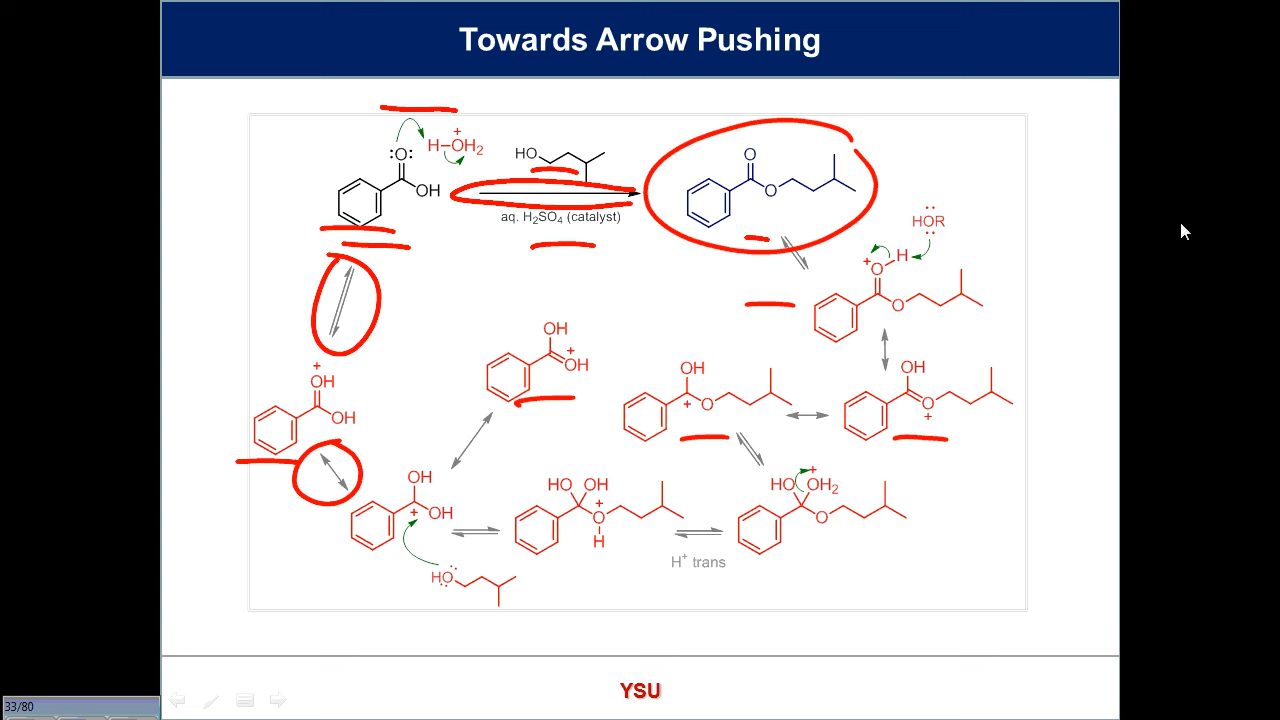 Towards Arrow Pushing
+
H–OH2
:O:
OH
HO
aq. H2SO4 (catalyst)
O
O
HOR
+ H
O
O
OH
+
OH
+
OH
OH
OH
+
O
OH
O
+
OH
+ OH
HO OH
+
O
H
HO OH2
+
O
H+ trans
HO
YSU
33/80